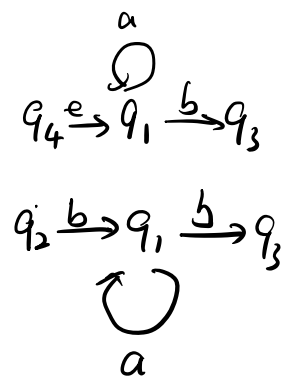 a
q₄ e→ q₁ b→ q₃
q₂ b→ q₁ b→ q₃
a